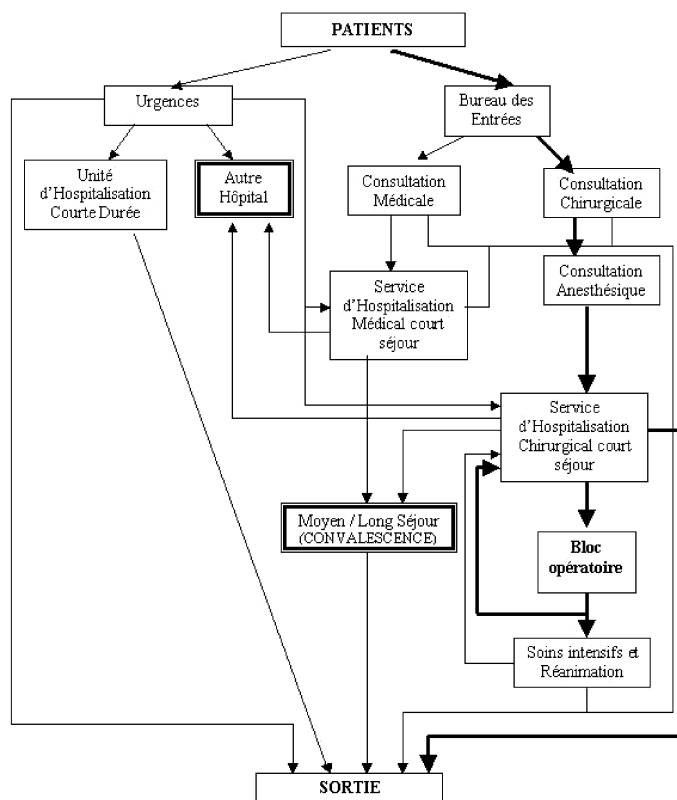 PATIENTS
Urgences
Bureau des
Entrées
Unité
d'Hospitalisation
Courte Durée
Autre
Hôpital
Consultation
Médicale
Consultation
Chirurgicale
Consultation
Anesthésique
Service
d'Hospitalisation
Médical court
séjour
Service
d'Hospitalisation
Chirurgical court
séjour
Moyen / Long Séjour
(CONVALESCENCE)
Bloc
opératoire
Soins intensifs et
Réanimation
SORTIE